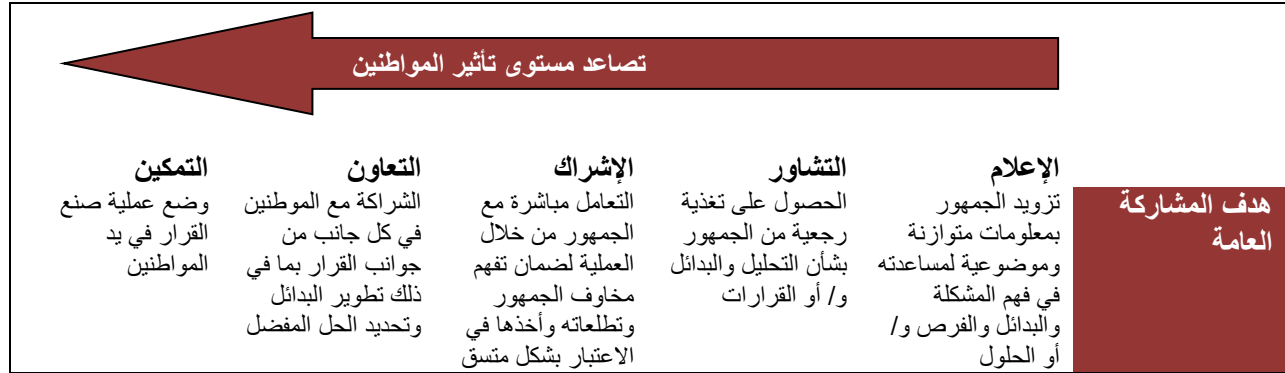 تصاعد مستوى تأثير المواطنين
هدف المشاركة
العامة
الإعلام
تزويد الجمهور
بمعلومات متوازنة
وموضوعية لمساعدته
في فهم المشكلة
والبدائل والفرص و/
أو الحلول
التشاور
الحصول على تغذية
رجعية من الجمهور
بشأن التحليل والبدائل
و/ أو القرارات
الإشراك
التعامل مباشرة مع
الجمهور من خلال
العملية لضمان تفهم
مخاوف الجمهور
وتطلعاته وأخذها في
الاعتبار بشكل متسق
التعاون
الشراكة مع الموطنين
في كل جانب من
جوانب القرار بما في
ذلك تطوير البدائل
وتحديد الحل المفضل
التمكين
وضع عملية صنع
القرار في يد
المواطنين